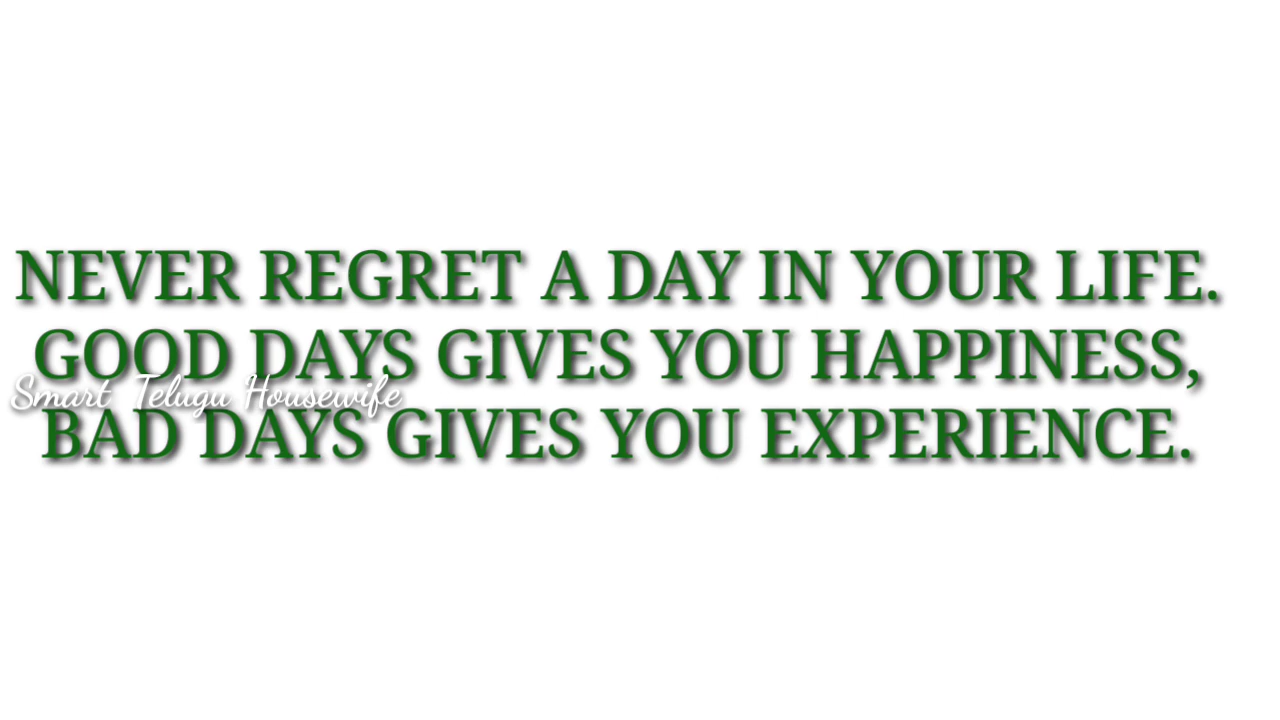 NEVER REGRET A DAY IN YOUR LIFE.
GOOD DAYS GIVES YOU HAPPINESS,
Smart Telugu Housewife
BAD DAYS GIVES YOU EXPERIENCE.